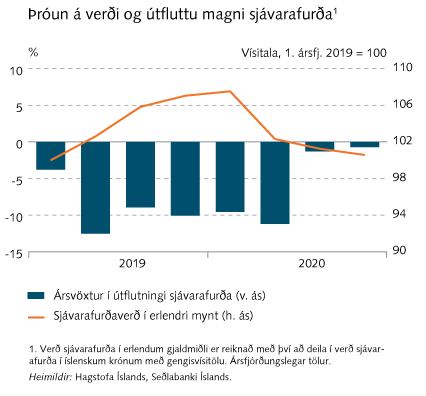 Þróun á verði og útfluttu magni sjávarafurða¹
% Vísitala, 1. ársfj. 2019 = 100
10 110
5 106
0 102
-5 98
-10 94
-15 90
2019 2020
Ársvöxtur í útflutningi sjávarafurða (v. ás)
Sjávarafurðaverð í erlendri mynt (h. ás)
1. Verð sjávarafurða í erlendum gjaldmiðli er reiknað með því að deila í verð sjávar-
afurða í íslenskum krónum með gengisvísitölu. Ársfjórðungslegar tölur.
Heimildir: Hagstofa Íslands, Seðlabanki Íslands.